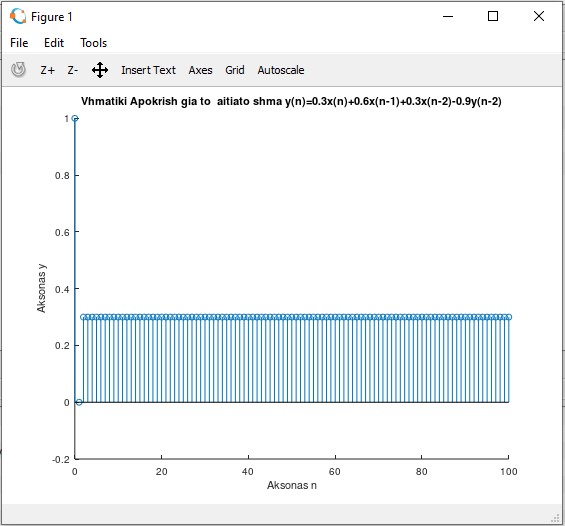 Figure 1
File Edit Tools
Z+ Z- Insert Text Axes Grid Autoscale
Vhmatiki Apokrish gia to  aitiato shma y(n)=0.3x(n)+0.6x(n-1)+0.3x(n-2)-0.9y(n-2)
1
0.8
0.6
0.4
0.2
0
-0.2
Aksonas y
0 20 40 60 80 100
Aksonas n